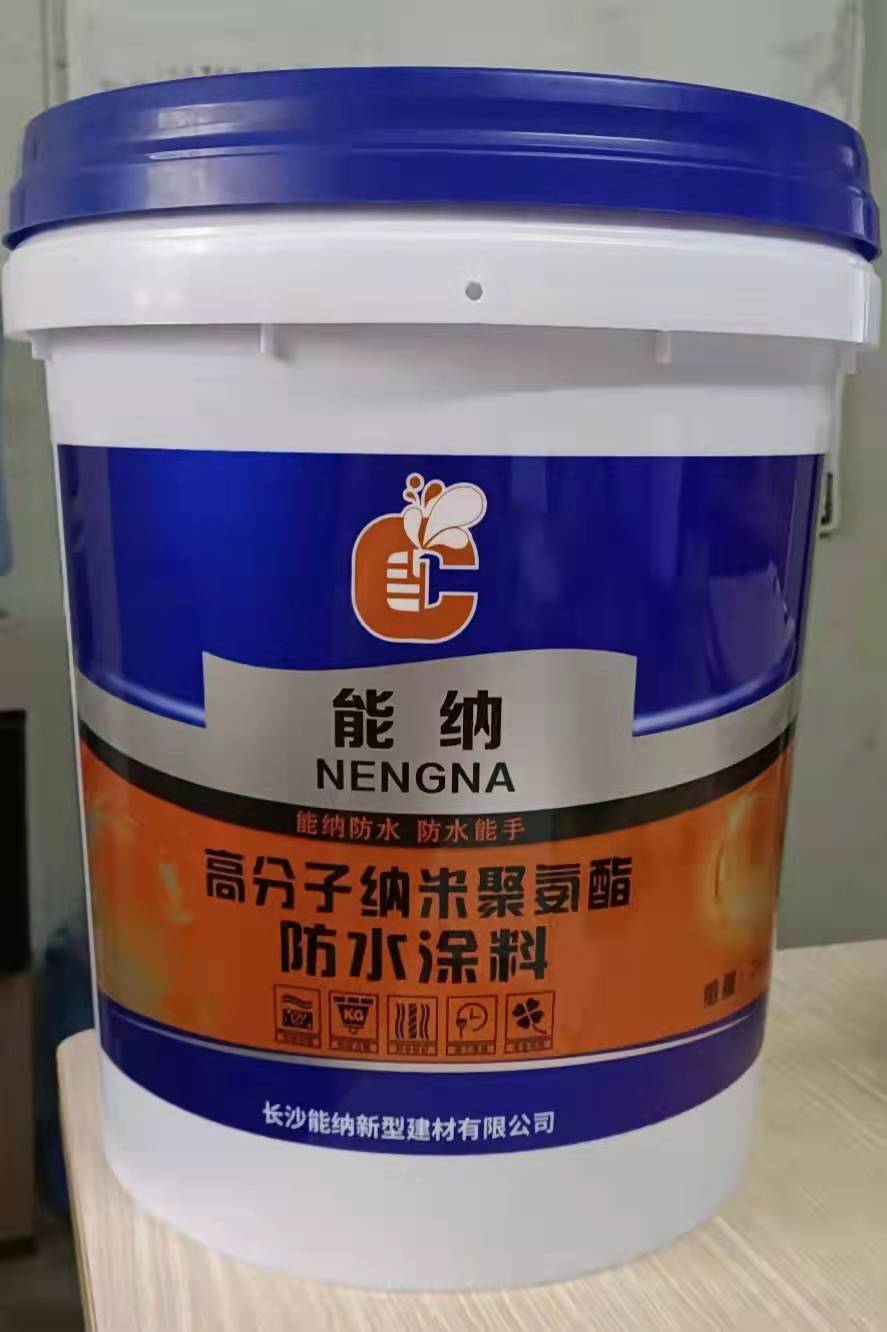 能纳
NENGNA
能纳防水 防水能手
高分子纳米聚氨酯
防水涂料
KG
长沙能纳新型建材有限公司